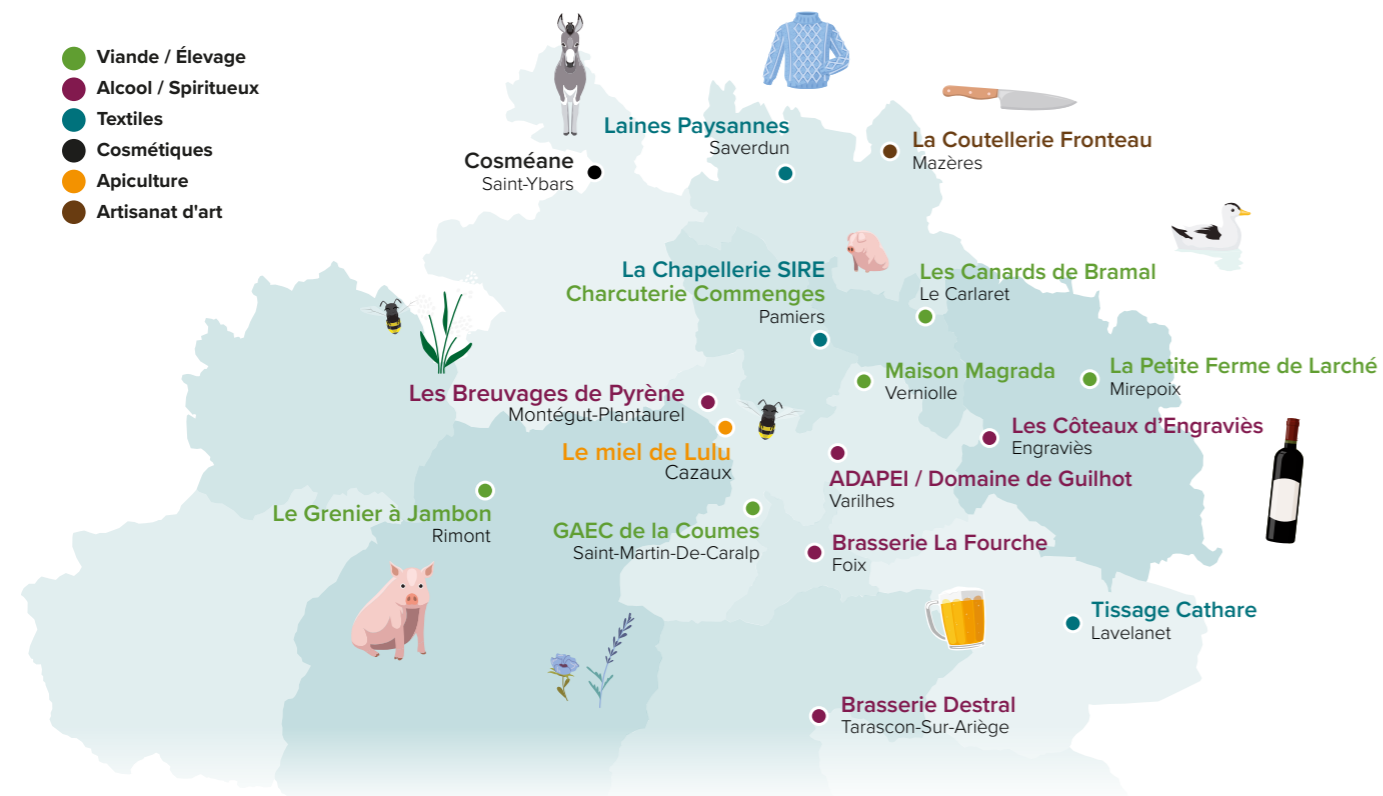 Viande / Élevage
Alcool / Spiritueux
Textiles
Cosmétiques
Apiculture
Artisanat d'art
Laines Paysannes
Saverdun
La Coutellerie Fronteau
Mazères
Cosméane
Saint-Ybars
La Chapellerie SIRE
Charcuterie Commenges
Pamiers
Les Canards de Bramal
Le Carlaret
Maison Magrada
Verniolle
La Petite Ferme de Larché
Mirepoix
Les Breuvages de Pyrène
Montégut-Plantaurel
Les Côteaux d’Engraviès
Engraviès
Le miel de Lulu
Cazaux
ADAPEI / Domaine de Guilhot
Varilhes
Le Grenier à Jambon
Rimont
GAEC de la Coumes
Saint-Martin-De-Caralp
Brasserie La Fourche
Foix
Tissage Cathare
Lavelanet
Brasserie Destral
Tarascon-Sur-Ariège